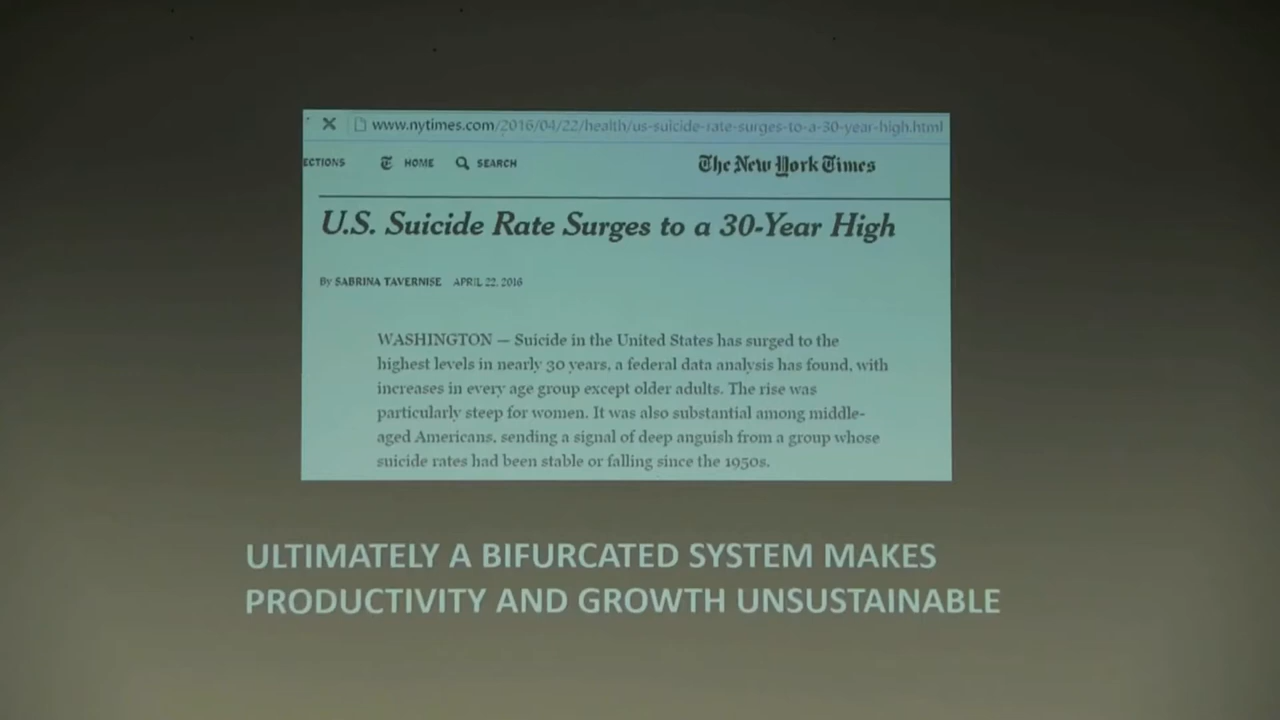 www.nytimes.com/2016/04/22/health/us-suicide-rate-surges-to-a-30-year-high.html
ECTIONS HOME SEARCH The New York Times
U.S. Suicide Rate Surges to a 30-Year High
By SABRINA TAVERNISE APRIL 22, 2016
WASHINGTON — Suicide in the United States has surged to the
highest levels in nearly 30 years, a federal data analysis has found, with
increases in every age group except older adults. The rise was
particularly steep for women. It was also substantial among middle-
aged Americans, sending a signal of deep anguish from a group whose
suicide rates had been stable or falling since the 1950s.
ULTIMATELY A BIFURCATED SYSTEM MAKES
PRODUCTIVITY AND GROWTH UNSUSTAINABLE